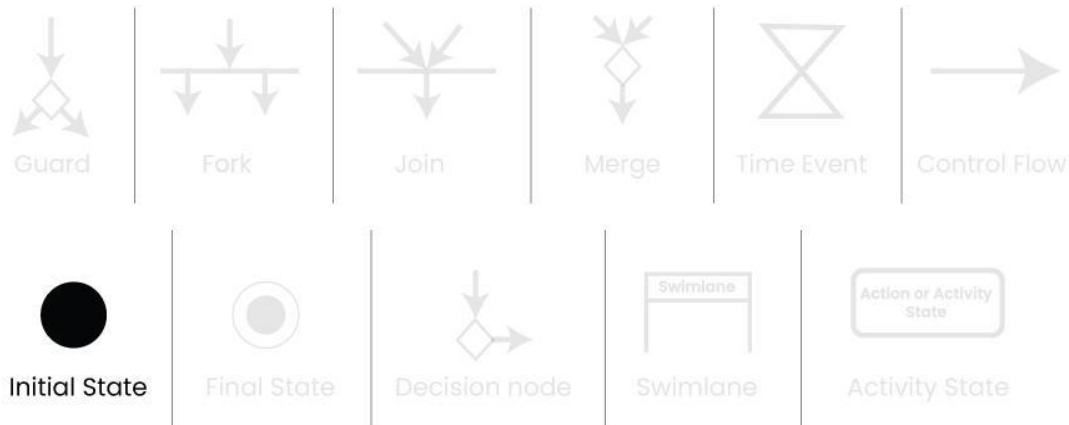 Guard
Fork
Join
Merge
Time Event
Control Flow
Swimlane
Action or Activity
State
Initial State
Final State
Decision node
Swimlane
Activity State